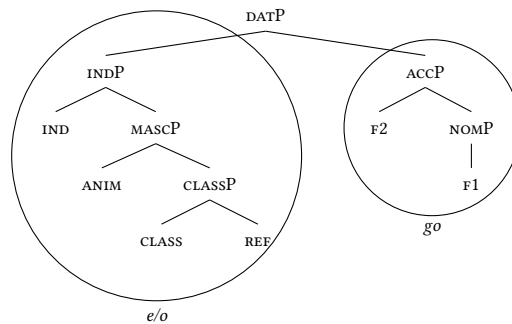 DATP
INDP ACCP
IND MASCP F2 NOMP
ANIM CLASSP F1
CLASS REF
go
e/o